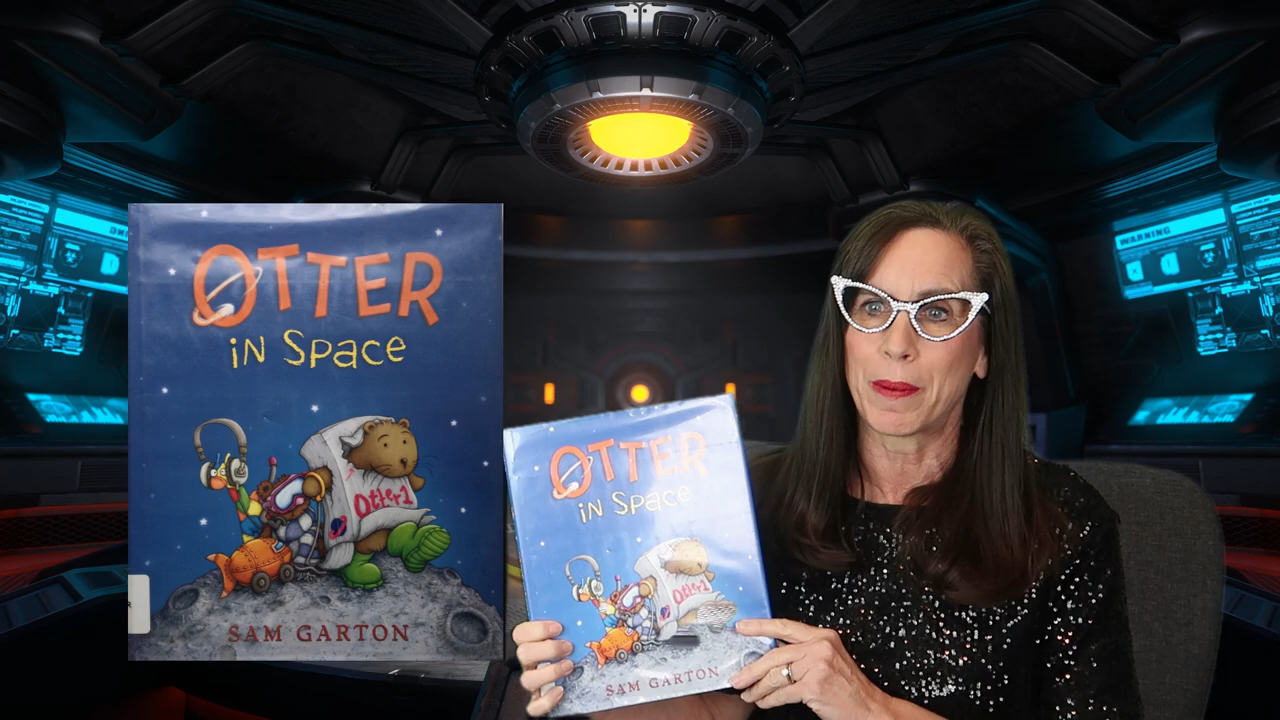 OTTER
iN Space
Otter1
SAM GARTON
OTTER
iN Space
Otter1
SAM GARTON
WARNING